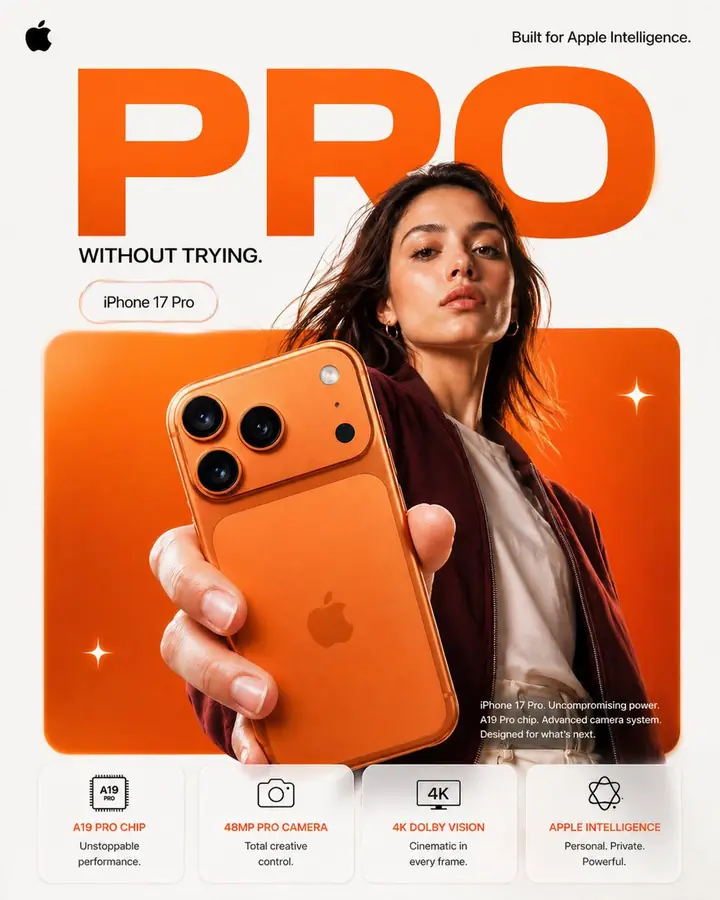 Built for Apple Intelligence.
PRO
WITHOUT TRYING.
iPhone 17 Pro
iPhone 17 Pro. Uncompromising power.
A19 Pro chip. Advanced camera system.
Designed for what's next.
A19
PRO
A19 PRO CHIP
Unstoppable
performance.
48MP PRO CAMERA
Total creative
control.
4K
4K DOLBY VISION
Cinematic in
every frame.
APPLE INTELLIGENCE
Personal. Private.
Powerful.